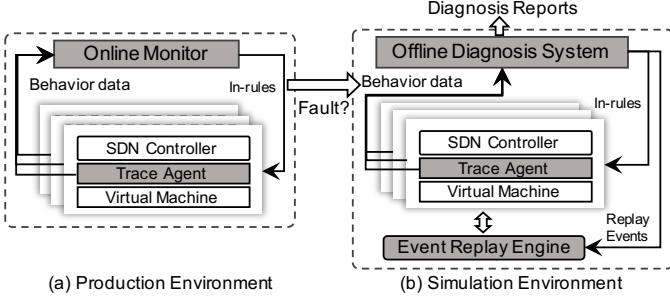 Diagnosis Reports
Online Monitor
Behavior data
In-rules
SDN Controller
Trace Agent
Virtual Machine
Fault?
Offline Diagnosis System
Behavior data
In-rules
SDN Controller
Trace Agent
Virtual Machine
Event Replay Engine
Replay
Events
(a) Production Environment
(b) Simulation Environment